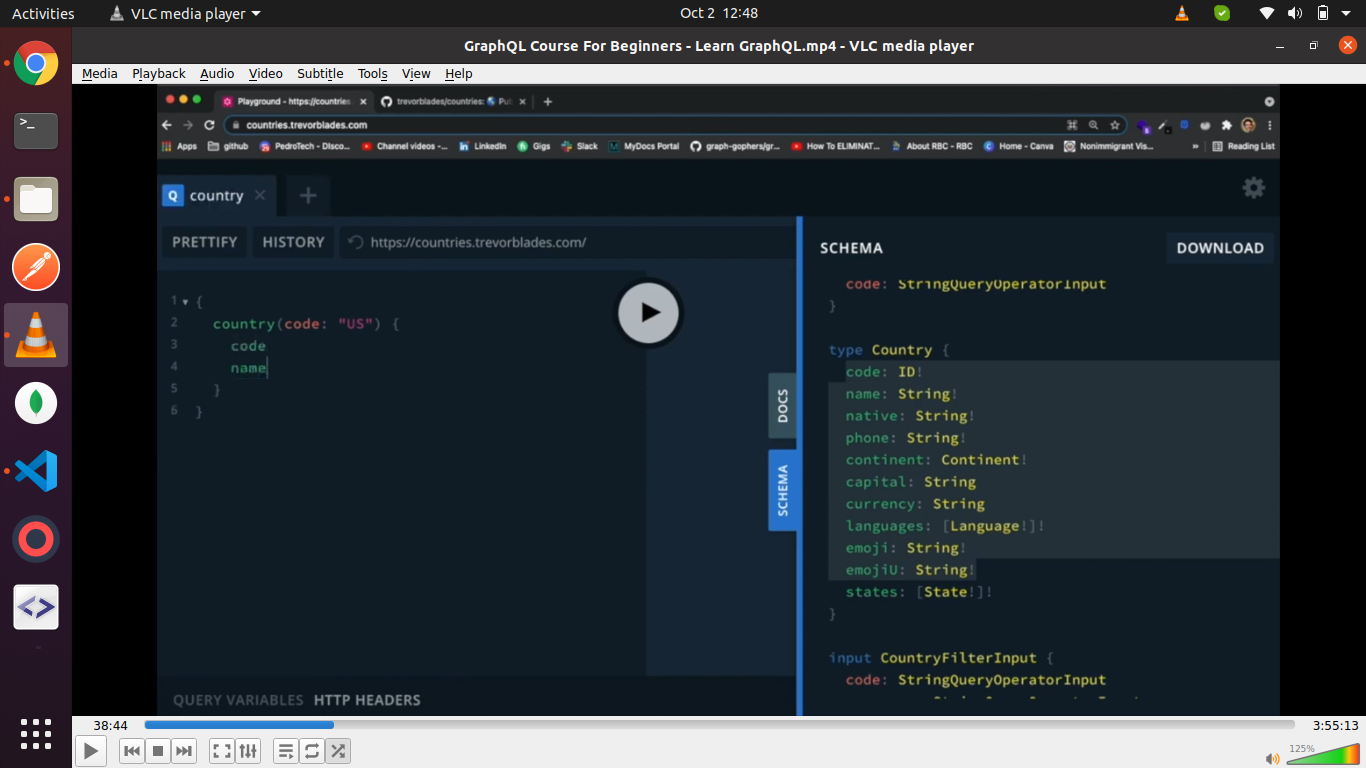 Activities VLC media player Oct 2 12:48
GraphQL Course For Beginners - Learn GraphQL.mp4 - VLC media player
Media Playback Audio Video Subtitle Tools View Help
Playground - https://countries trevorblades/countries:
countries.trevorblades.com
Apps github PedroTech - Disco... Channel videos -... LinkedIn Gigs Slack MyDocs Portal graph-gophers/gr... How To ELIMINAT... About RBC - RBC Home - Canva Nonimmigrant Vis... » Reading List
Q country
PRETTIFY HISTORY https://countries.trevorblades.com/
1 {
2 country(code: "US") {
3 code
4 name
5 }
6 }
DOCS
SCHEMA
QUERY VARIABLES HTTP HEADERS
SCHEMA DOWNLOAD
code: StringQueryOperatorInput
}
type Country {
code: ID!
name: String!
native: String!
phone: String!
continent: Continent!
capital: String
currency: String
languages: [Language!]!
emoji: String!
emojiU: String!
states: [State!]!
}
input CountryFilterInput {
code: StringQueryOperatorInput
38:44 3:55:13
125%